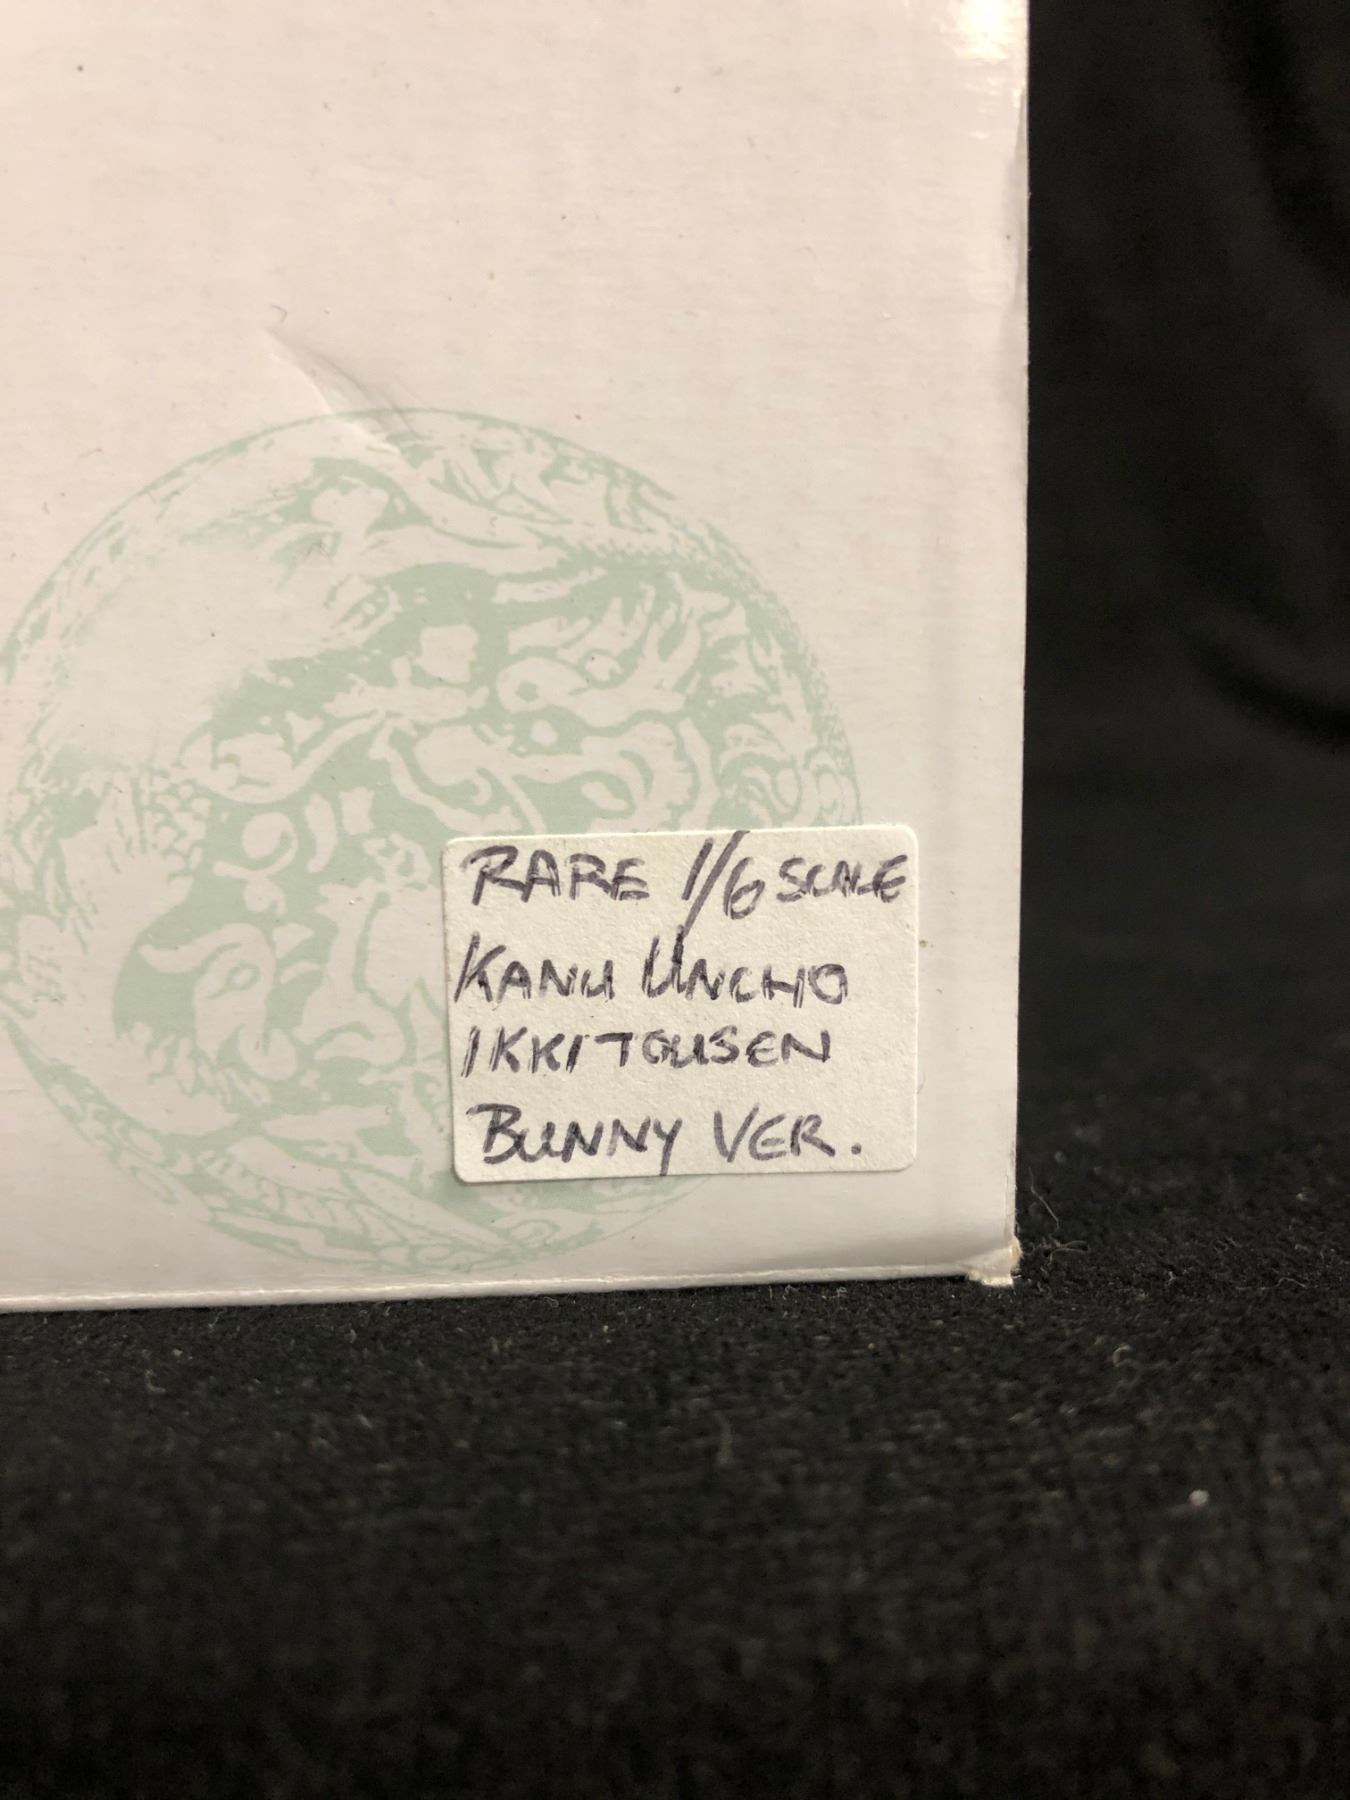 RARE 1/6 SCALE
KANU UNCHO
IKKITOUSEN
BUNNY VER.